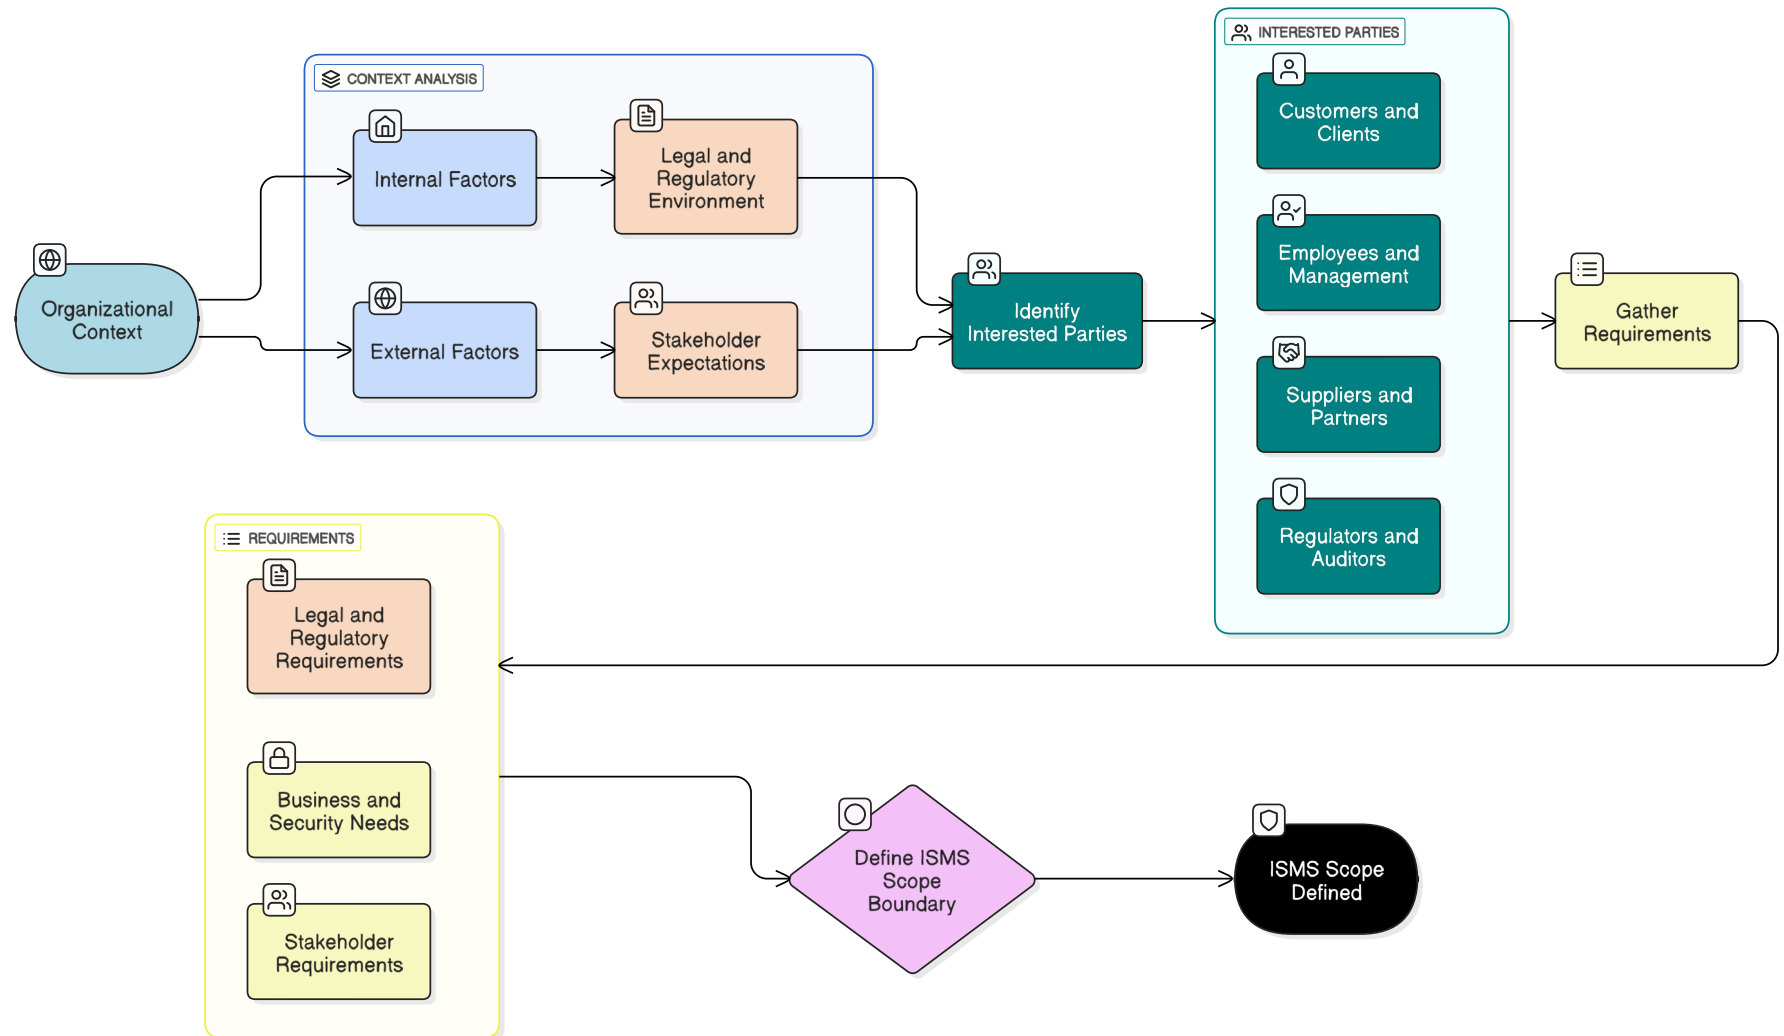 Organizational
Context
CONTEXT ANALYSIS
Internal Factors
Legal and
Regulatory
Environment
External Factors
Stakeholder
Expectations
Identify
Interested Parties
INTERESTED PARTIES
Customers and
Clients
Employees and
Management
Suppliers and
Partners
Regulators and
Auditors
Gather
Requirements
REQUIREMENTS
Legal and
Regulatory
Requirements
Business and
Security Needs
Stakeholder
Requirements
Define ISMS
Scope
Boundary
ISMS Scope
Defined